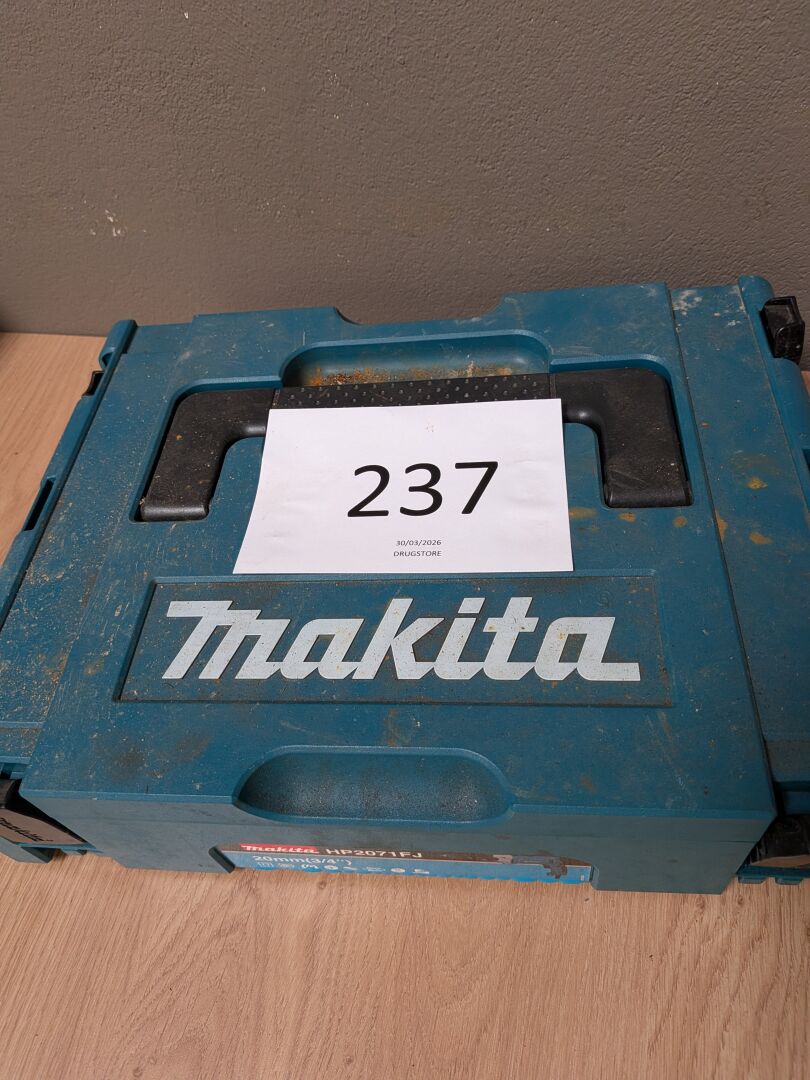 237
30/03/2026
DRUGSTORE
makita
makita HP2071FJ
20mm(3/4")